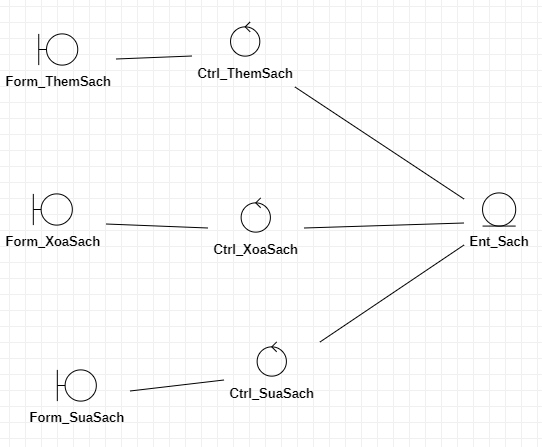 Form_ThemSach
Ctrl_ThemSach
Form_XoaSach
Ctrl_XoaSach
Ent_Sach
Form_SuaSach
Ctrl_SuaSach